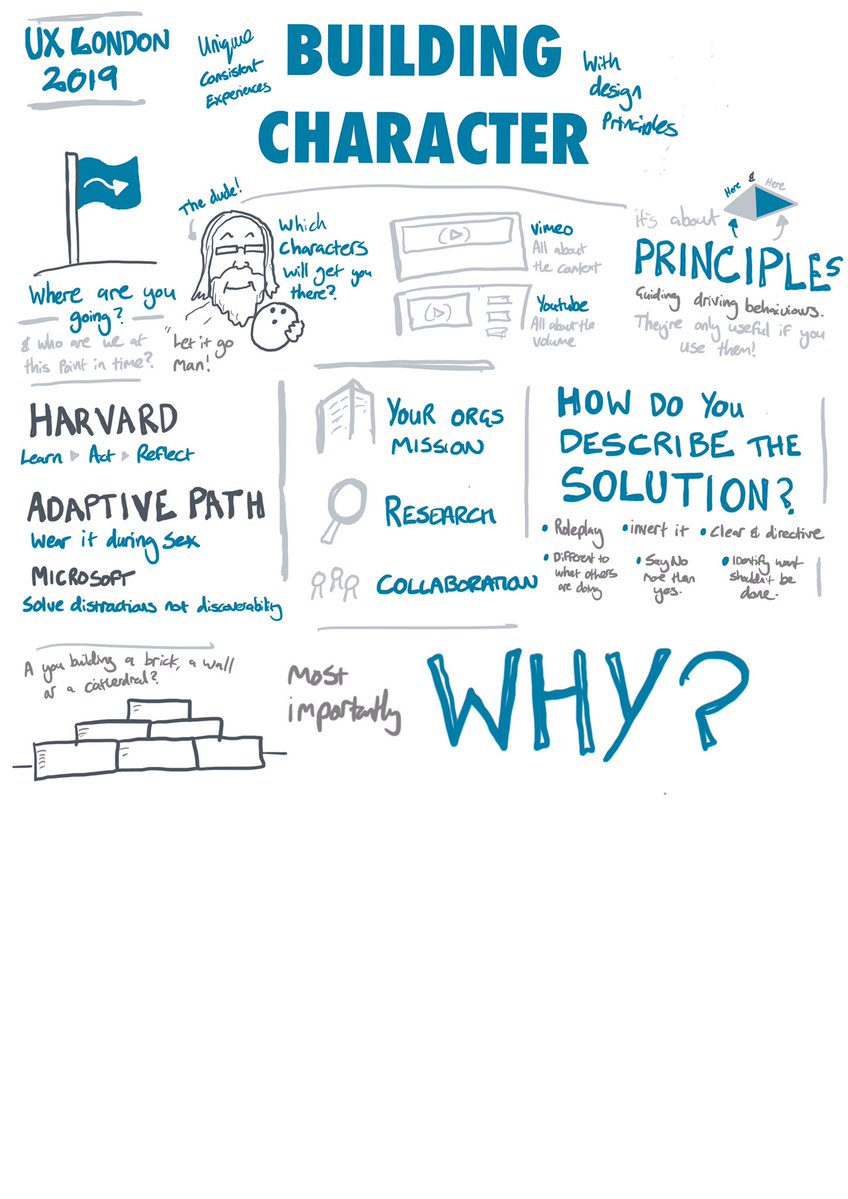 UX LONDON
2019
Unique
Consistent
Experiences
BUILDING
CHARACTER
With
design
Principles
Where are you
going?
& who are we at
this point in time?
The dude!
Which
characters
will get you
there?
"Let it go
man!
Vimeo
All about
the content
Youtube
All about the
volume
Here & Here
it's about
PRINCIPLES
Guiding driving behaviours.
They're only useful if you
use them!
HARVARD
Learn ▸ Act ▸ Reflect
ADAPTIVE PATH
Wear it during sex
MICROSOFT
Solve distractions not discoverability
YOUR ORGS
MISSION
RESEARCH
COLLABORATION
HOW DO YOU
DESCRIBE THE
SOLUTION?
• Roleplay
• invert it
• Clear & directive
• Different to
what others
are doing
• Say No
more than
yes.
• Identify what
shouldn't be
done.
A you building a brick, a wall
or a cathedral?
Most
importantly
WHY?